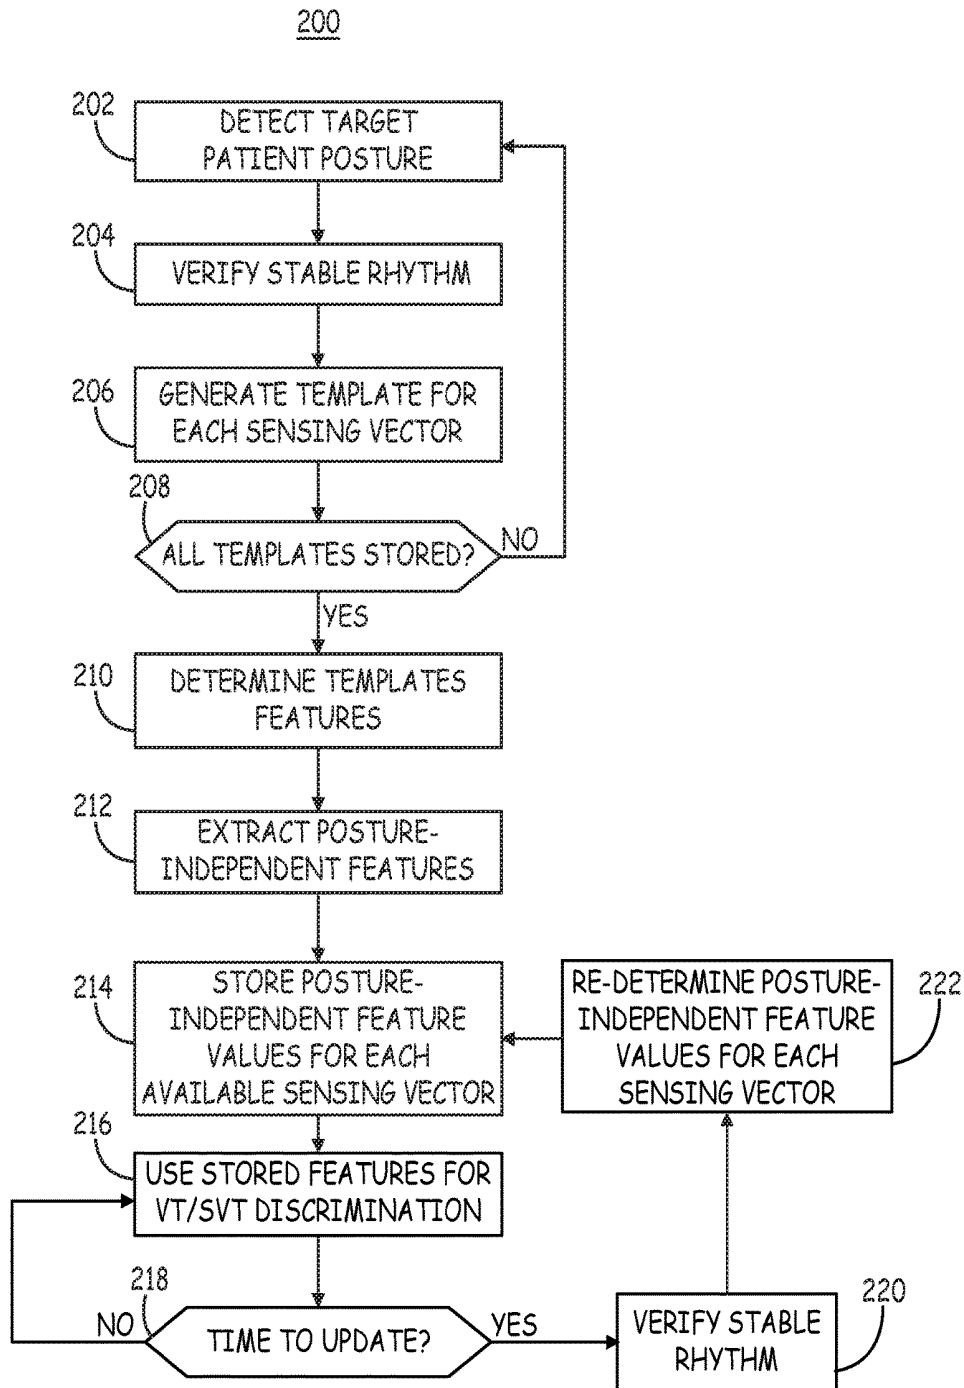 200
202
DETECT TARGET
PATIENT POSTURE
204
VERIFY STABLE RHYTHM
206
GENERATE TEMPLATE FOR
EACH SENSING VECTOR
208
ALL TEMPLATES STORED?
NO
YES
210
DETERMINE TEMPLATES
FEATURES
212
EXTRACT POSTURE-
INDEPENDENT FEATURES
214
STORE POSTURE-
INDEPENDENT FEATURE
VALUES FOR EACH
AVAILABLE SENSING VECTOR
RE-DETERMINE POSTURE-
INDEPENDENT FEATURE
VALUES FOR EACH
SENSING VECTOR
222
216
USE STORED FEATURES FOR
VT/SVT DISCRIMINATION
218
NO
TIME TO UPDATE?
YES
VERIFY STABLE
RHYTHM
220